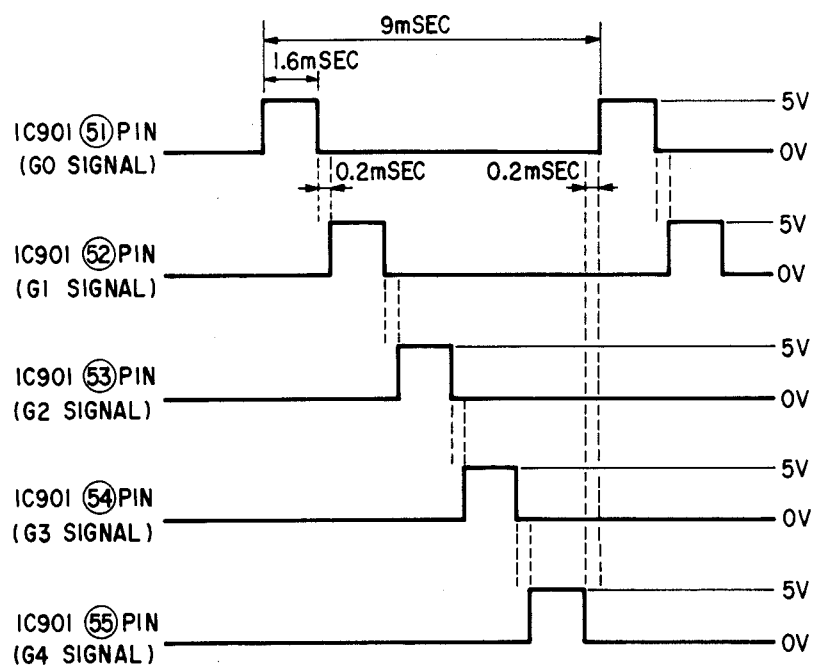 9mSEC
1.6mSEC
5V
IC901 (51) PIN
0V
(G0 SIGNAL)
0.2mSEC 0.2mSEC
5V
IC901 (52) PIN
0V
(G1 SIGNAL)
5V
IC901 (53) PIN
0V
(G2 SIGNAL)
5V
IC901 (54) PIN
0V
(G3 SIGNAL)
5V
IC901 (55) PIN
0V
(G4 SIGNAL)